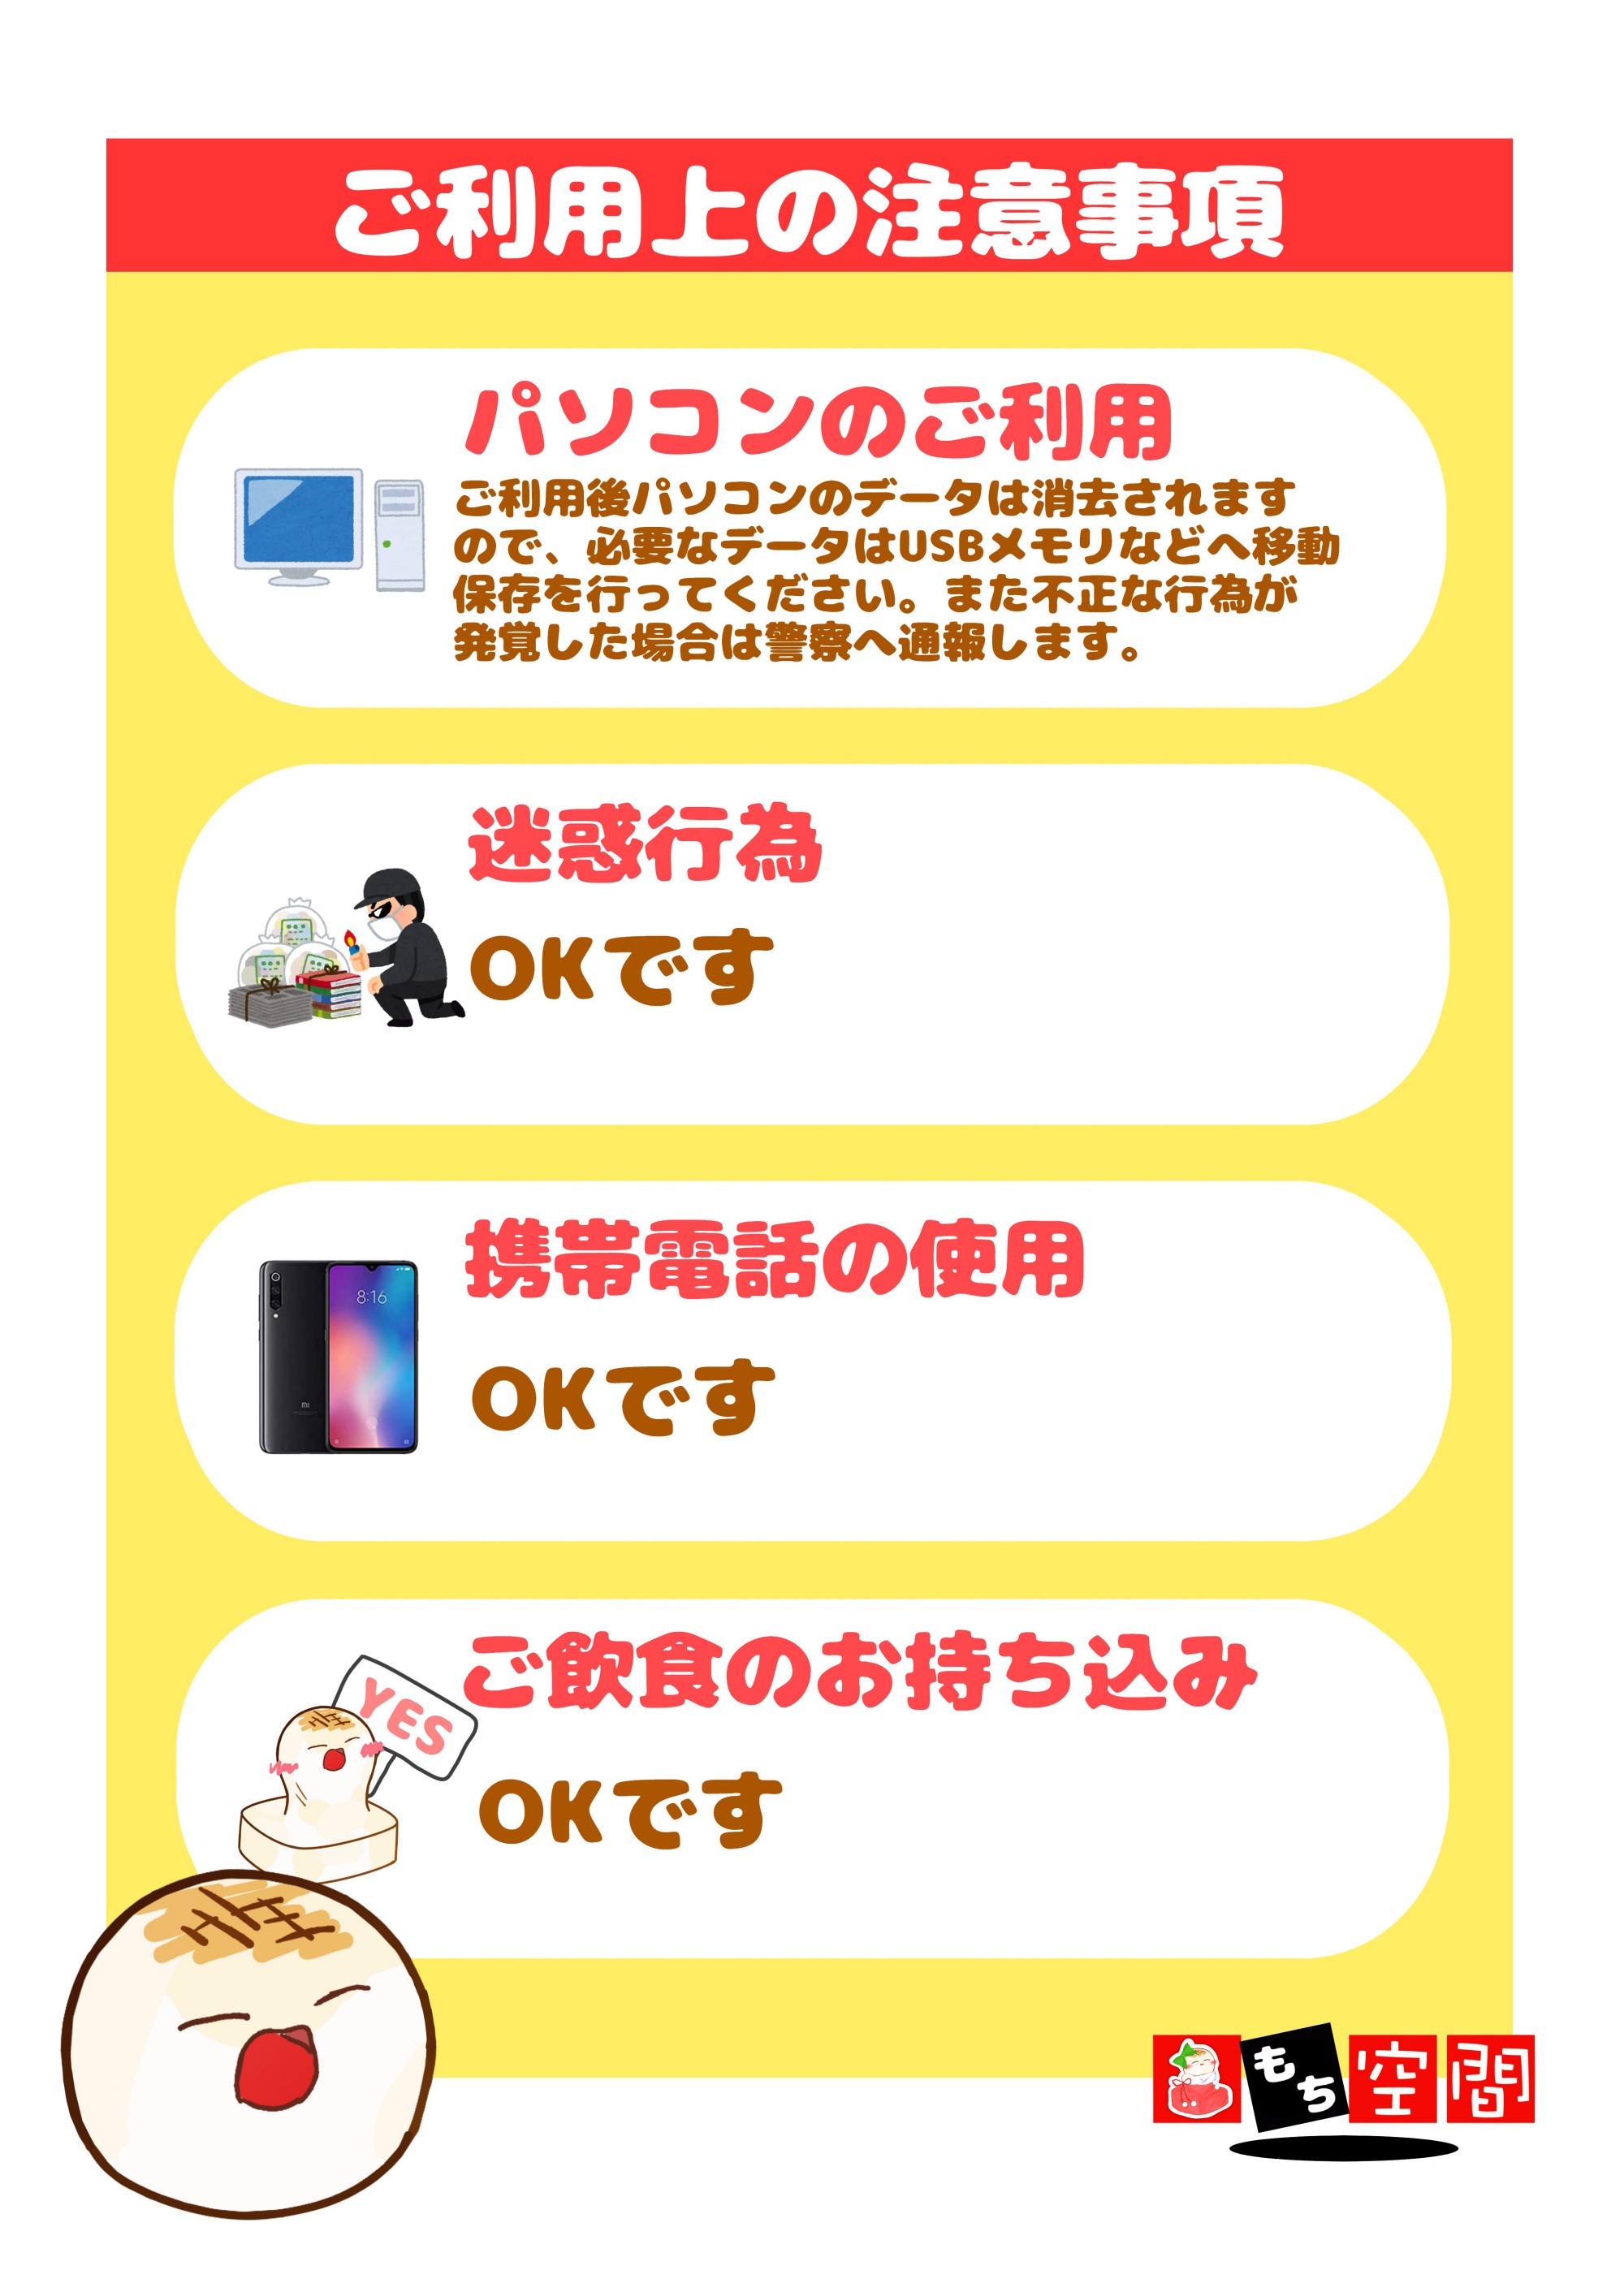 ご利用上の注意事項
パソコンのご利用
ご利用後パソコンのデータは消去されます
ので、必要なデータはUSBメモリなどへ移動
保存を行ってください。また不正な行為が
発覚した場合は警察へ通報します。
迷惑行為
OKです
携帯電話の使用
8:16
mi
OKです
ご飲食のお持ち込み
YES
OKです
もち空間